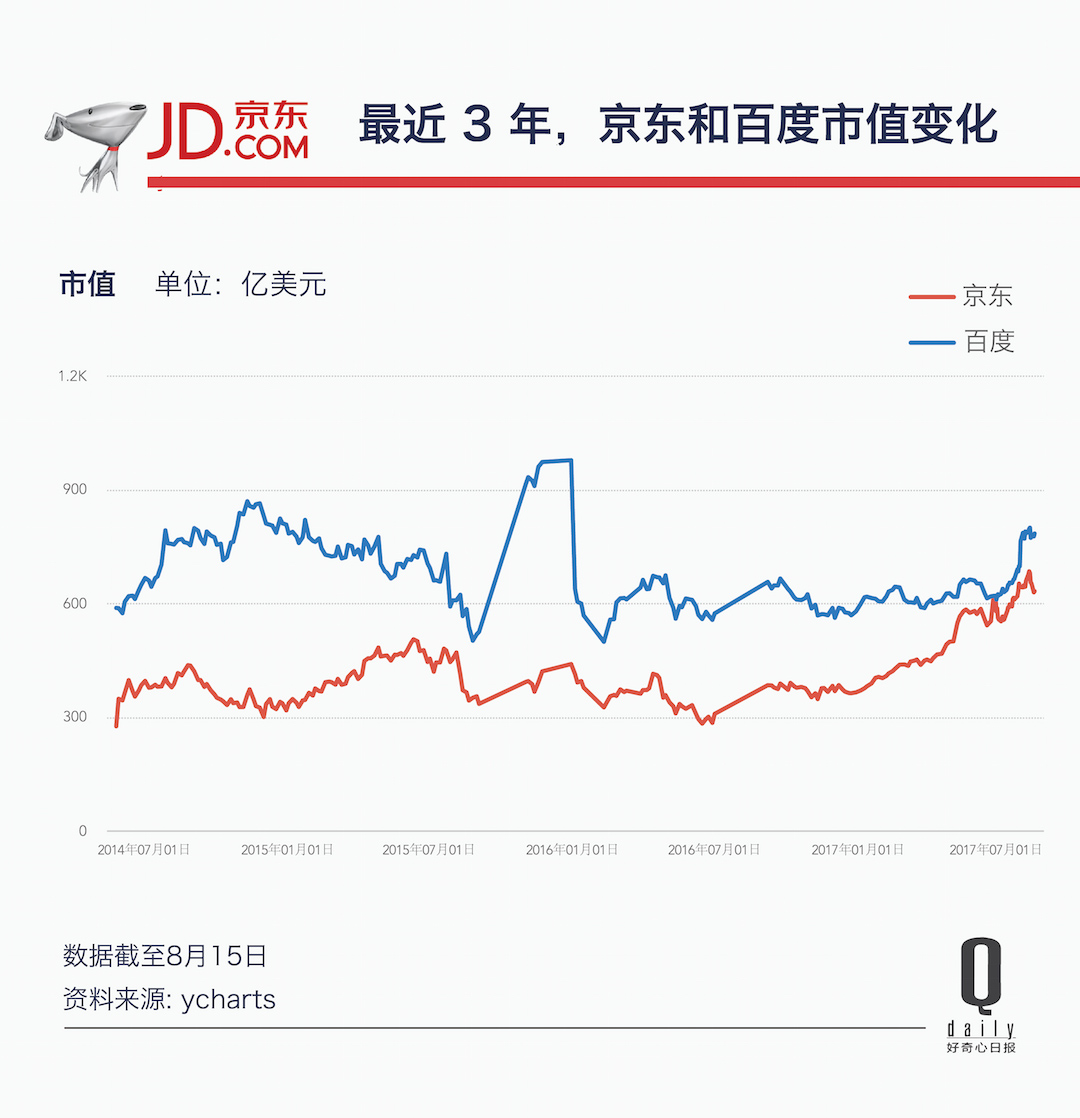 JD.COM 京东
最近 3 年，京东和百度市值变化
市值 单位：亿美元
京东
百度
1.2K
900
600
300
0
2014年07月01日 2015年01月01日 2015年07月01日 2016年01月01日 2016年07月01日 2017年01月01日 2017年07月01日
数据截至8月15日
资料来源: ycharts
Q
daily
好奇心日报